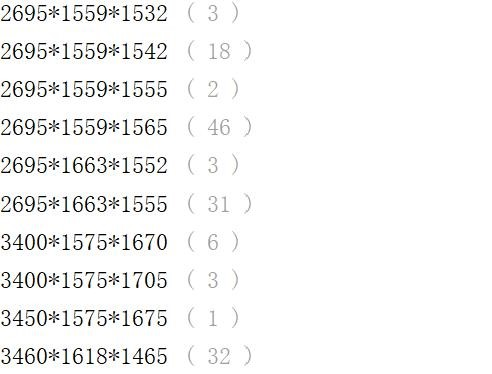 2695*1559*1532 ( 3 )
2695*1559*1542 ( 18 )
2695*1559*1555 ( 2 )
2695*1559*1565 ( 46 )
2695*1663*1552 ( 3 )
2695*1663*1555 ( 31 )
3400*1575*1670 ( 6 )
3400*1575*1705 ( 3 )
3450*1575*1675 ( 1 )
3460*1618*1465 ( 32 )